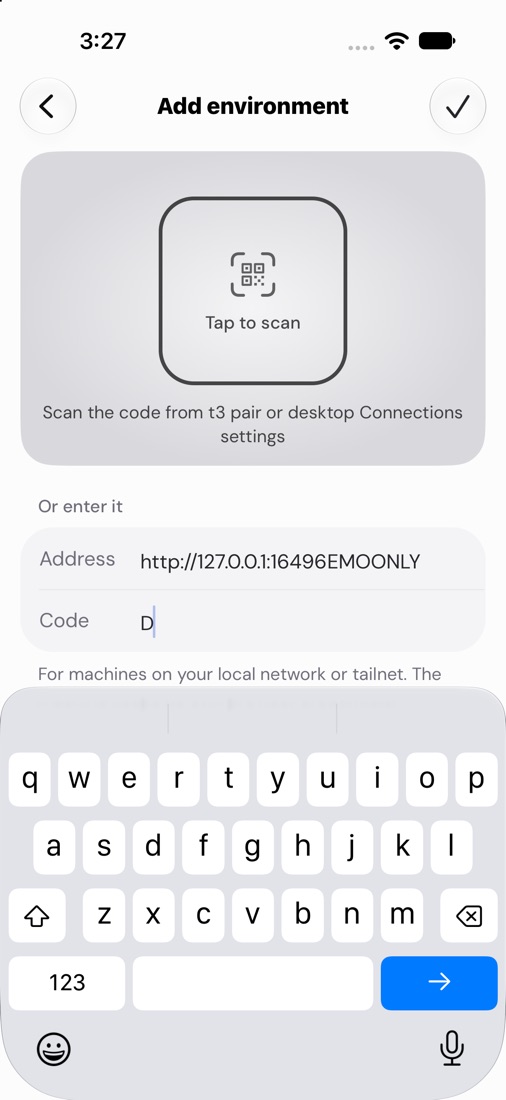 3:27
Add environment
Tap to scan
Scan the code from t3 pair or desktop Connections
settings
Or enter it
Address http://127.0.0.1:16496EMOONLY
Code D
For machines on your local network or tailnet. The
q w e r t y u i o p
a s d f g h j k l
z x c v b n m
123